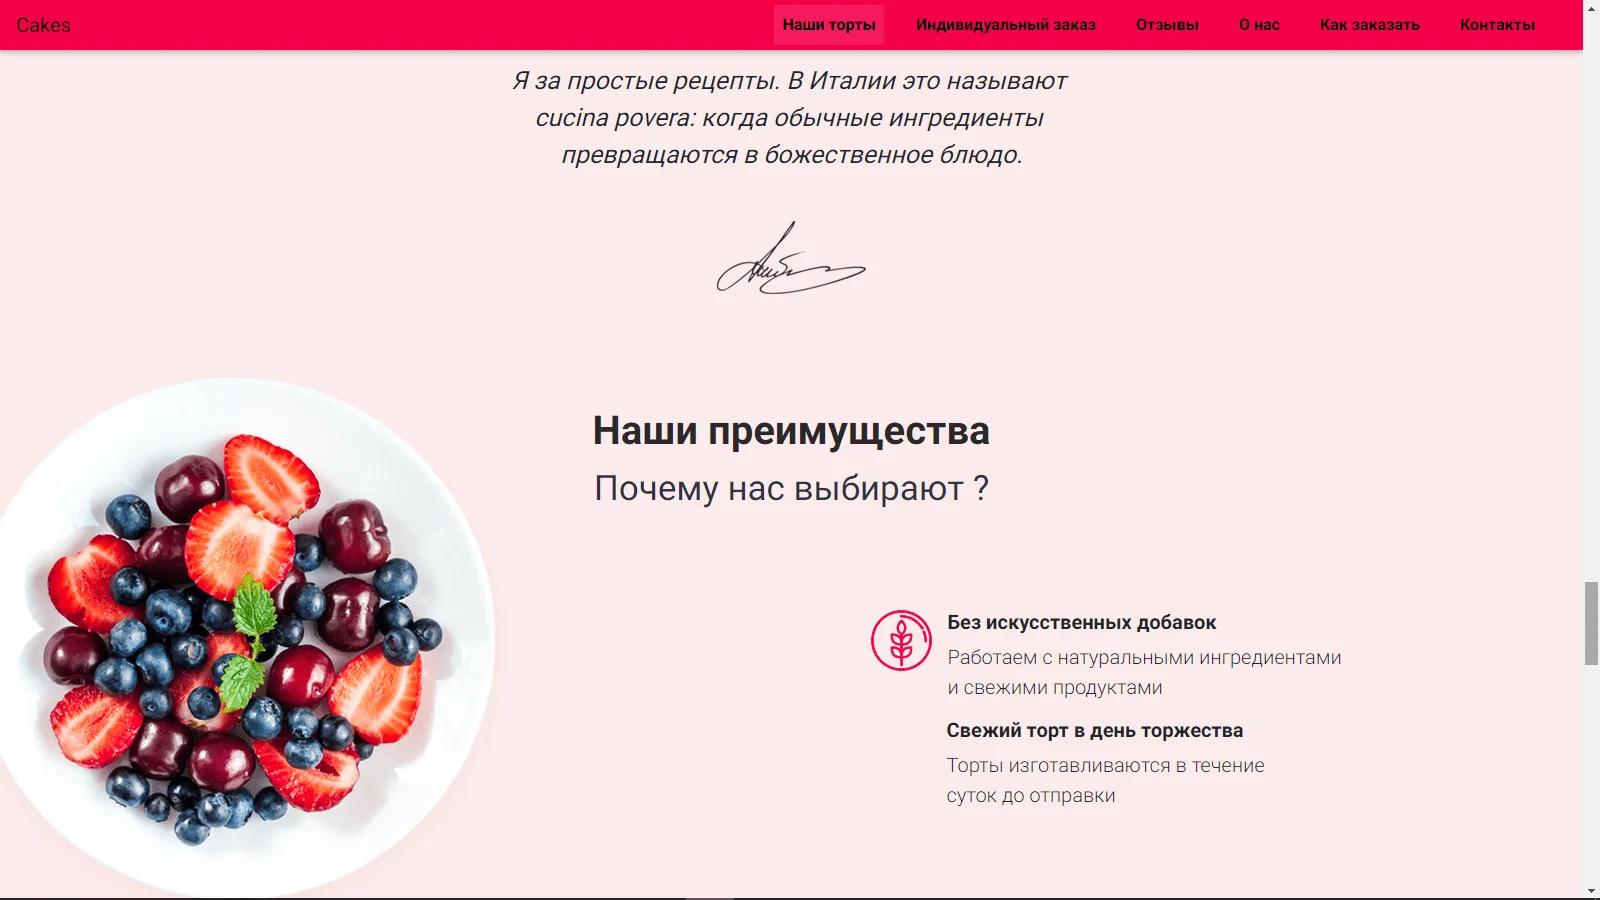 Cakes
Наши торты
Индивидуальный заказ
Отзывы
О нас
Как заказать
Контакты
Я за простые рецепты. В Италии это называют
cucina povera: когда обычные ингредиенты
превращаются в божественное блюдо.
Наши преимущества
Почему нас выбирают ?
Без искусственных добавок
Работаем с натуральными ингредиентами
и свежими продуктами
Свежий торт в день торжества
Торты изготавливаются в течение
суток до отправки